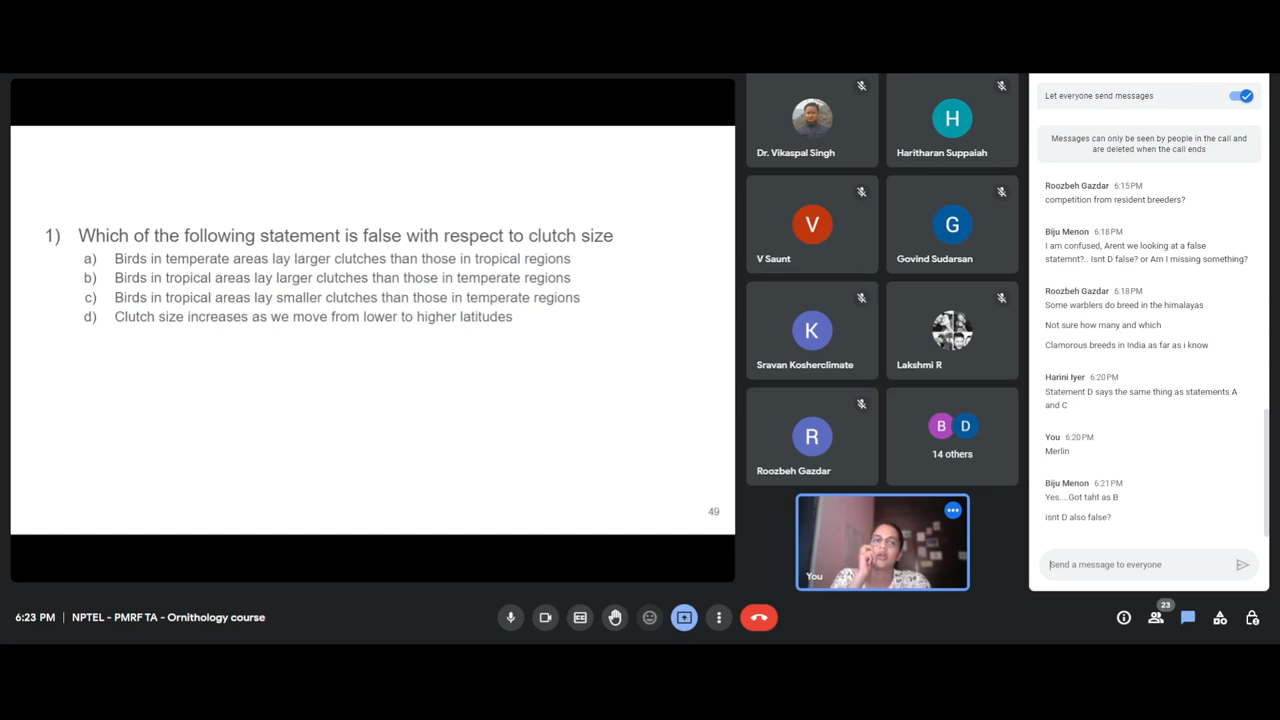 1) Which of the following statement is false with respect to clutch size
a) Birds in temperate areas lay larger clutches than those in tropical regions
b) Birds in tropical areas lay larger clutches than those in temperate regions
c) Birds in tropical areas lay smaller clutches than those in temperate regions
d) Clutch size increases as we move from lower to higher latitudes
49
Dr. Vikaspal Singh
H
Haritharan Suppaiah
V
V Saunt
G
Govind Sudarsan
K
Sravan Kosherclimate
Lakshmi R
R
Roozbeh Gazdar
B D
14 others
You
Let everyone send messages
Messages can only be seen by people in the call and
are deleted when the call ends
Roozbeh Gazdar 6:15 PM
competition from resident breeders?
Biju Menon 6:18 PM
I am confused, Arent we looking at a false
statemnt?.. Isnt D false? or Am I missing something?
Roozbeh Gazdar 6:18 PM
Some warblers do breed in the himalayas
Not sure how many and which
Clamorous breeds in India as far as i know
Harini Iyer 6:20 PM
Statement D says the same thing as statements A
and C
You 6:20 PM
Merlin
Biju Menon 6:21 PM
Yes....Got taht as B
isnt D also false?
Send a message to everyone
6:23 PM | NPTEL - PMRF TA - Ornithology course
23